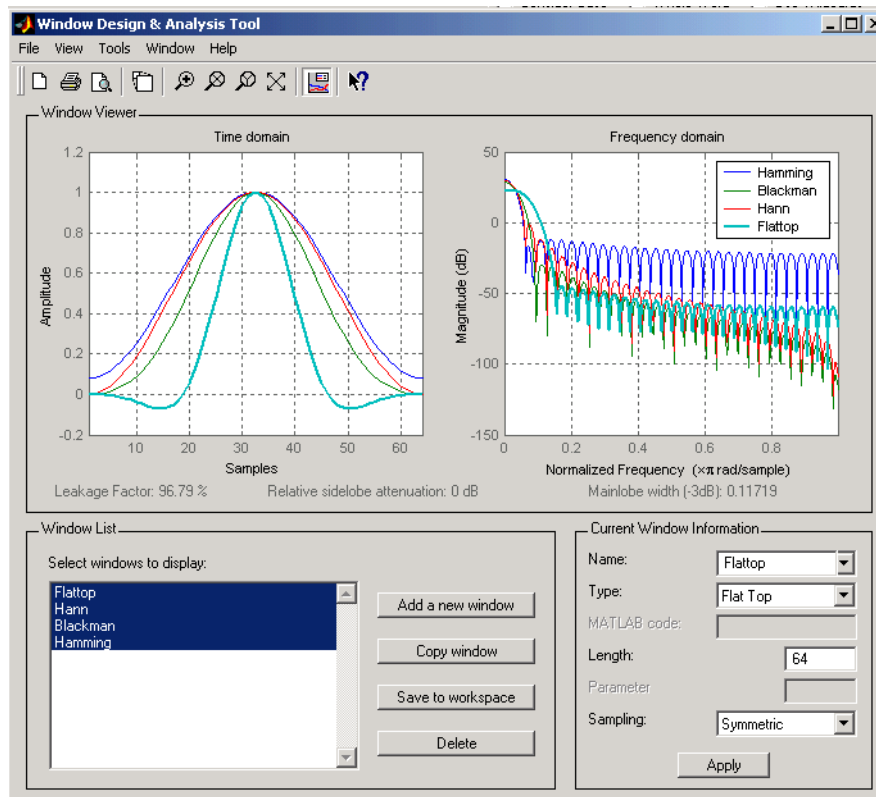 Window Design & Analysis Tool
File View Tools Window Help
Window Viewer
Time domain
1.2
1
0.8
0.6
0.4
0.2
0
-0.2
Amplitude
10 20 30 40 50 60
Samples
Frequency domain
50
0
-50
-100
-150
Magnitude (dB)
Hamming
Blackman
Hann
Flattop
0 0.2 0.4 0.6 0.8
Normalized Frequency (×π rad/sample)
Leakage Factor: 96.79 % Relative sidelobe attenuation: 0 dB Mainlobe width (-3dB): 0.11719
Window List
Select windows to display:
Flattop
Hann
Blackman
Hamming
Add a new window
Copy window
Save to workspace
Delete
Current Window Information
Name: Flattop
Type: Flat Top
MATLAB code:
Length: 64
Parameter
Sampling: Symmetric
Apply